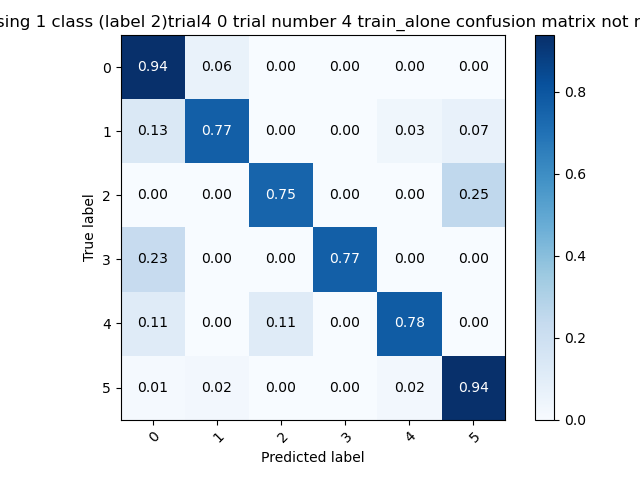 sing 1 class (label 2)trial4 0 trial number 4 train_alone confusion matrix not
0 0.94 0.06 0.00 0.00 0.00 0.00
1 0.13 0.77 0.00 0.00 0.03 0.07
2 0.00 0.00 0.75 0.00 0.00 0.25
3 0.23 0.00 0.00 0.77 0.00 0.00
4 0.11 0.00 0.11 0.00 0.78 0.00
5 0.01 0.02 0.00 0.00 0.02 0.94
0 1 2 3 4 5
True label
Predicted label
0.8
0.6
0.4
0.2
0.0